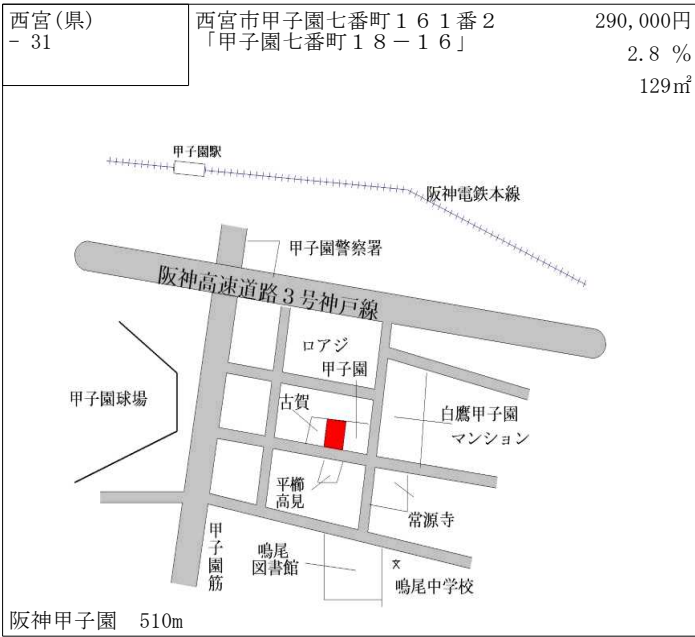 西宮(県)
- 31
西宮市甲子園七番町１６１番２
「甲子園七番町１８－１６」
290,000円
2.8 %
129㎡
甲子園駅
阪神電鉄本線
甲子園警察署
阪神高速道路３号神戸線
ロアジ
甲子園
甲子園球場
古賀
白鷹甲子園
マンション
平櫛
高見
常源寺
甲子園筋
鳴尾
図書館
文
鳴尾中学校
阪神甲子園　510m